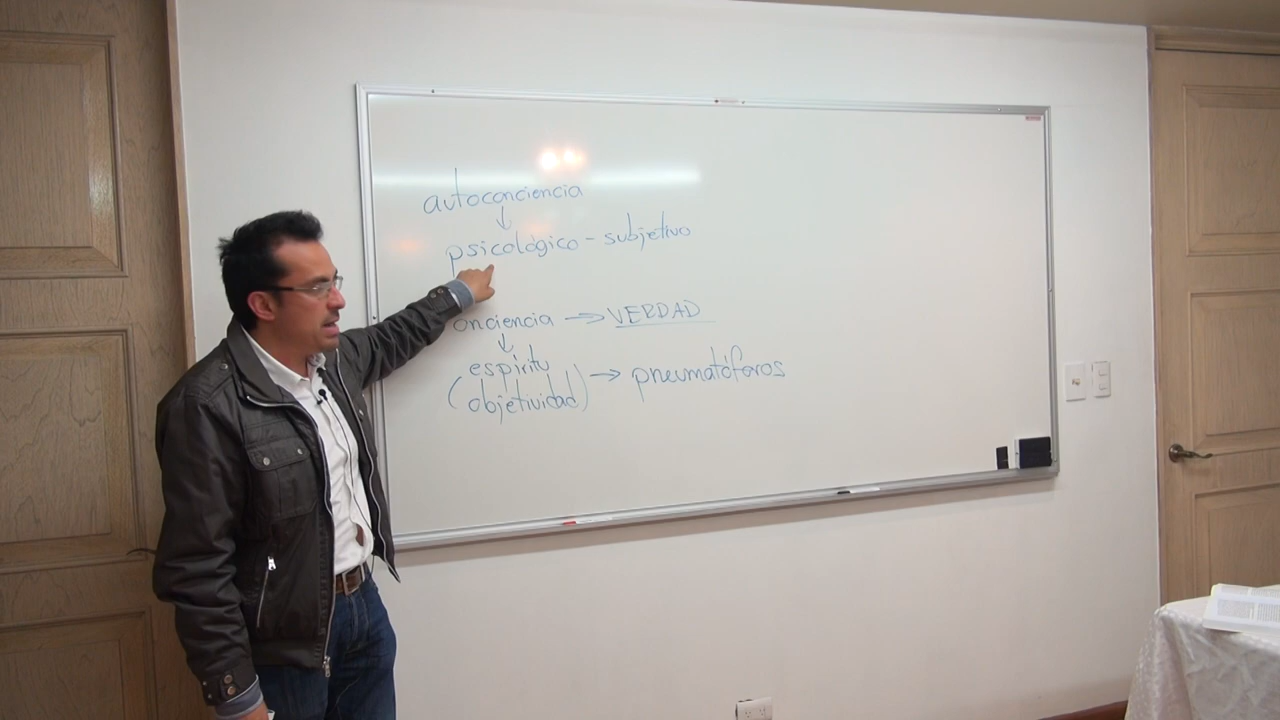 autoconciencia
↓
psicológico - subjetivo
onciencia → VERDAD
↓
espíritu
(objetividad) → pneumatóforos